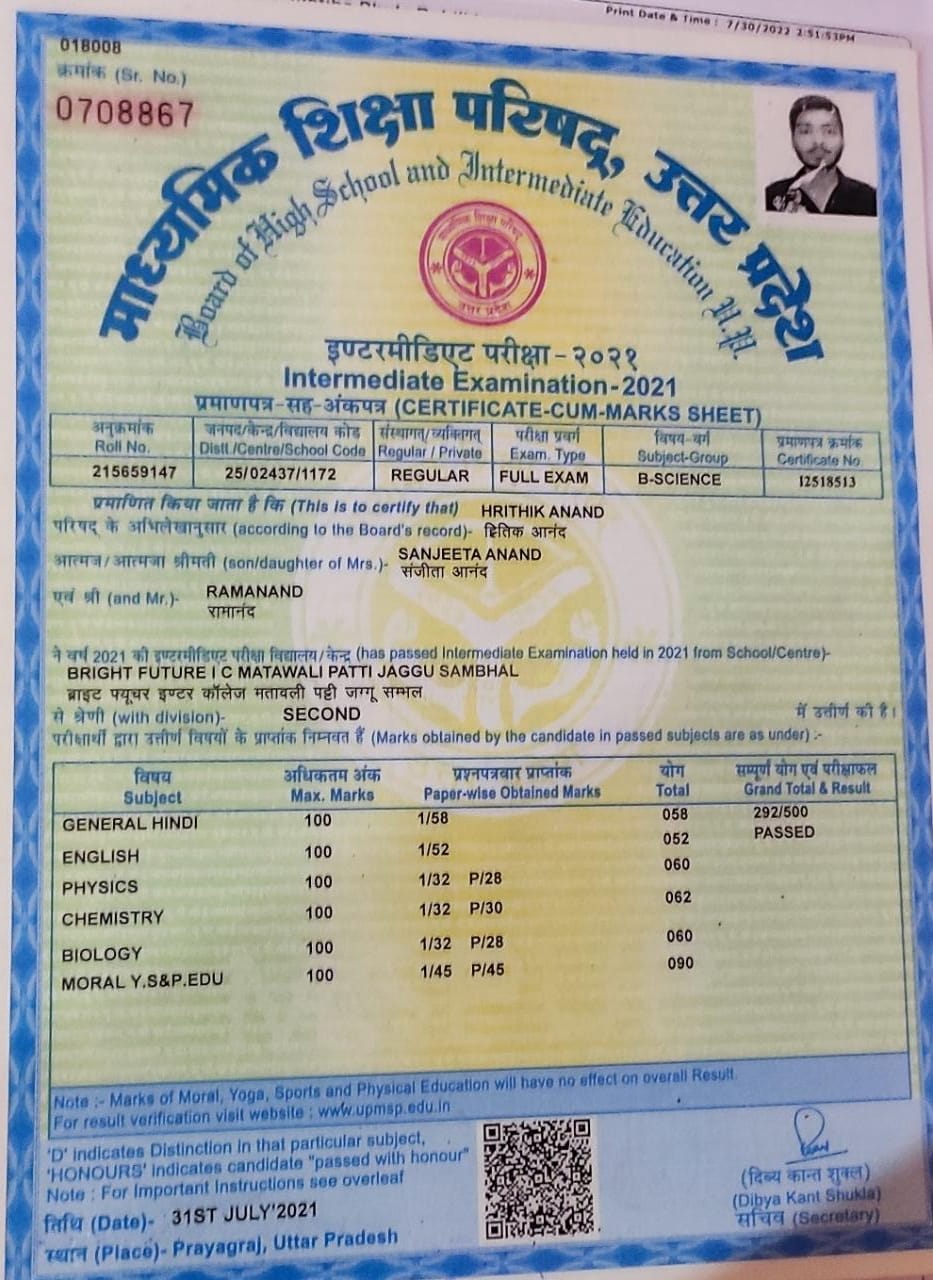 Print Date & Time : 7/30/2022 2:51:53PM
018008
क्रमांक (Sr. No.)
0708867
माध्यमिक शिक्षा परिषद्, उत्तर प्रदेश
Board of High School and Intermediate Education U.P.
माध्यमिक शिक्षा परिषद्
उत्तर प्रदेश
इण्टरमीडिएट परीक्षा - २०२१
Intermediate Examination-2021
प्रमाणपत्र-सह-अंकपत्र (CERTIFICATE-CUM-MARKS SHEET)
अनुक्रमांक जनपद/केन्द्र/विद्यालय कोड संस्थागत/व्यक्तिगत परीक्षा प्रवर्ग विषय-वर्ग प्रमाणपत्र क्रमांक
Roll No. Distt./Centre/School Code Regular / Private Exam. Type Subject-Group Certificate No.
215659147 25/02437/1172 REGULAR FULL EXAM B-SCIENCE 12518513
प्रमाणित किया जाता है कि (This is to certify that) HRITHIK ANAND
परिषद् के अभिलेखानुसार (according to the Board's record)- ह्रितिक आनंद
आत्मज/आत्मजा श्रीमती (son/daughter of Mrs.)- SANJEETA ANAND
संजीता आनंद
एवं श्री (and Mr.)- RAMANAND
रामानंद
ने वर्ष 2021 की इण्टरमीडिएट परीक्षा विद्यालय/केन्द्र (has passed Intermediate Examination held in 2021 from School/Centre)-
BRIGHT FUTURE I C MATAWALI PATTI JAGGU SAMBHAL
ब्राइट फ्यूचर इण्टर कॉलेज मतावली पट्टी जग्गू सम्भल
से श्रेणी (with division)- SECOND में उत्तीर्ण की है।
परीक्षार्थी द्वारा उत्तीर्ण विषयों के प्राप्तांक निम्नवत हैं (Marks obtained by the candidate in passed subjects are as under) :-
विषय अधिकतम अंक प्रश्नपत्रवार प्राप्तांक योग सम्पूर्ण योग एवं परीक्षाफल
Subject Max. Marks Paper-wise Obtained Marks Total Grand Total & Result
GENERAL HINDI 100 1/58 058 292/500
PASSED
ENGLISH 100 1/52 052
PHYSICS 100 1/32 P/28 060
CHEMISTRY 100 1/32 P/30 062
BIOLOGY 100 1/32 P/28 060
MORAL Y.S&P.EDU 100 1/45 P/45 090
Note :- Marks of Moral, Yoga, Sports and Physical Education will have no effect on overall Result.
For result verification visit website : www.upmsp.edu.in
'D' indicates Distinction in that particular subject,
'HONOURS' indicates candidate "passed with honour"
Note : For Important Instructions see overleaf
तिथि (Date)- 31ST JULY'2021
स्थान (Place)- Prayagraj, Uttar Pradesh
(दिव्य कान्त शुक्ल)
(Dibya Kant Shukla)
सचिव (Secretary)